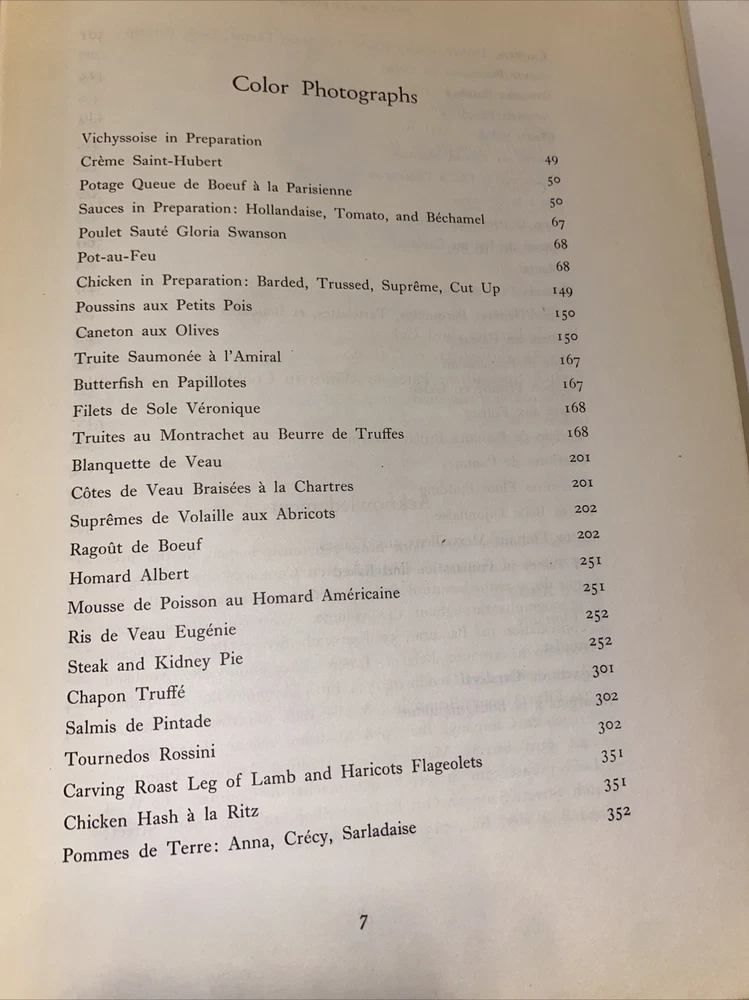 Color Photographs
Vichyssoise in Preparation 49
Crème Saint-Hubert 50
Potage Queue de Boeuf à la Parisienne 50
Sauces in Preparation: Hollandaise, Tomato, and Béchamel 67
Poulet Sauté Gloria Swanson 68
Pot-au-Feu 68
Chicken in Preparation: Barded, Trussed, Suprême, Cut Up 149
Poussins aux Petits Pois 150
Caneton aux Olives 150
Truite Saumonée à l'Amiral 167
Butterfish en Papillotes 167
Filets de Sole Véronique 168
Truites au Montrachet au Beurre de Truffes 168
Blanquette de Veau 201
Côtes de Veau Braisées à la Chartres 201
Suprêmes de Volaille aux Abricots 202
Ragoût de Boeuf 202
Homard Albert 251
Mousse de Poisson au Homard Américaine 251
Ris de Veau Eugénie 252
Steak and Kidney Pie 252
Chapon Truffé 301
Salmis de Pintade 302
Tournedos Rossini 302
Carving Roast Leg of Lamb and Haricots Flageolets 351
Chicken Hash à la Ritz 351
Pommes de Terre: Anna, Crécy, Sarladaise 352
7